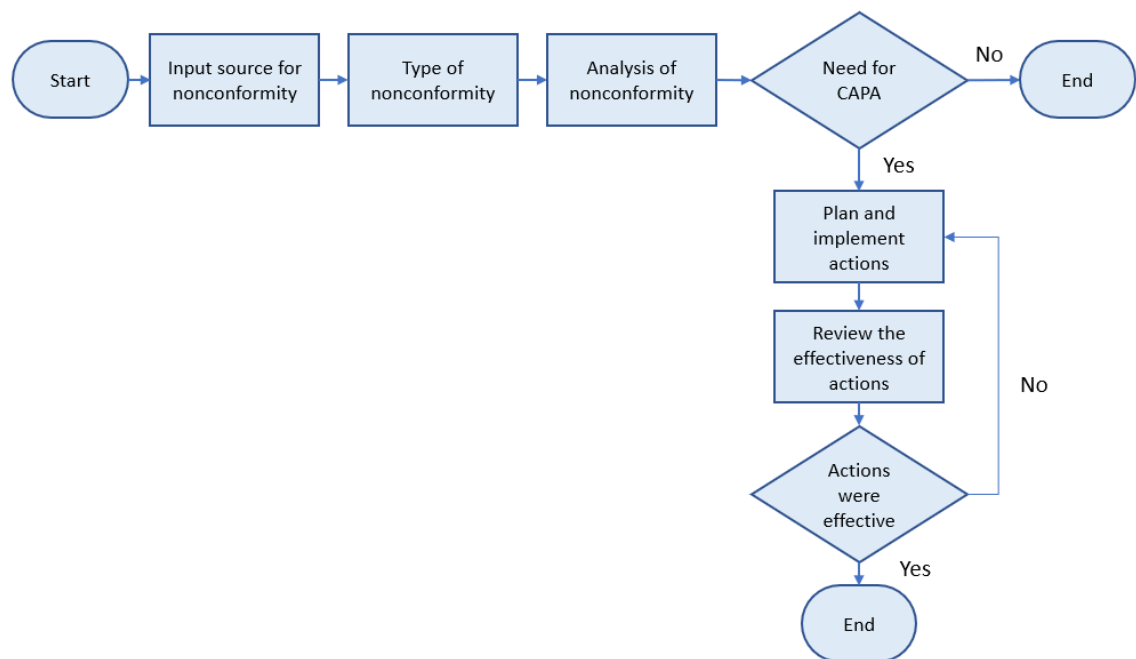 Start
Input source for
nonconformity
Type of
nonconformity
Analysis of
nonconformity
Need for
CAPA
No
End
Yes
Plan and
implement
actions
Review the
effectiveness of
actions
No
Actions
were
effective
Yes
End